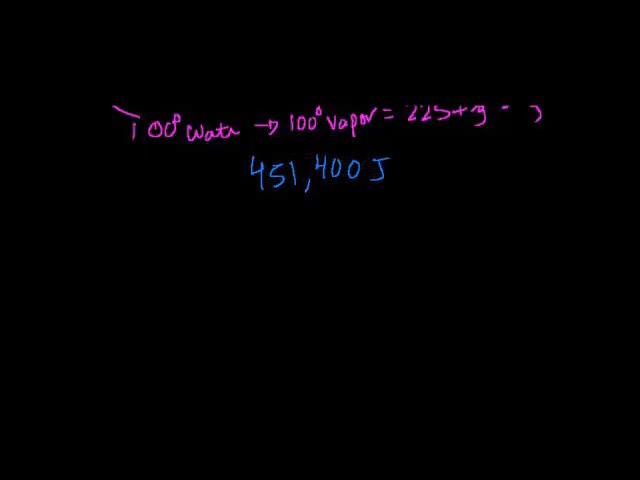 100° Water → 100° Vapor =
451,400 J